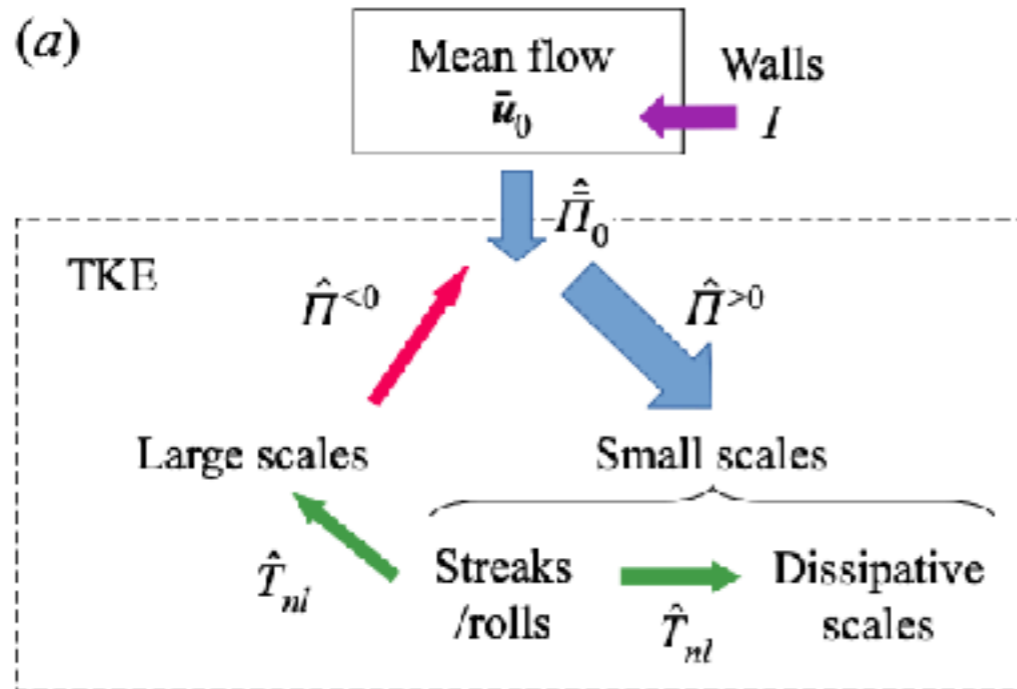 (a)
Mean flow
ū₀
Walls
I
Π̄̂₀
TKE
Π̂^{<0}
Π̂^{>0}
Large scales
Small scales
T̂ₙₗ
Streaks
/rolls
T̂ₙₗ
Dissipative
scales